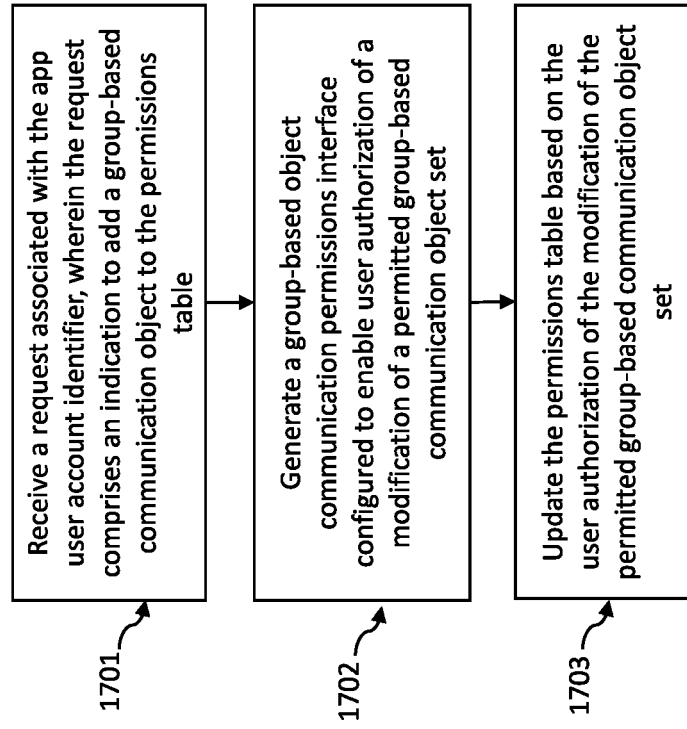 1701
Receive a request associated with the app
user account identifier, wherein the request
comprises an indication to add a group-based
communication object to the permissions
table
1702
Generate a group-based object
communication permissions interface
configured to enable user authorization of a
modification of a permitted group-based
communication object set
1703
Update the permissions table based on the
user authorization of the modification of the
permitted group-based communication object
set